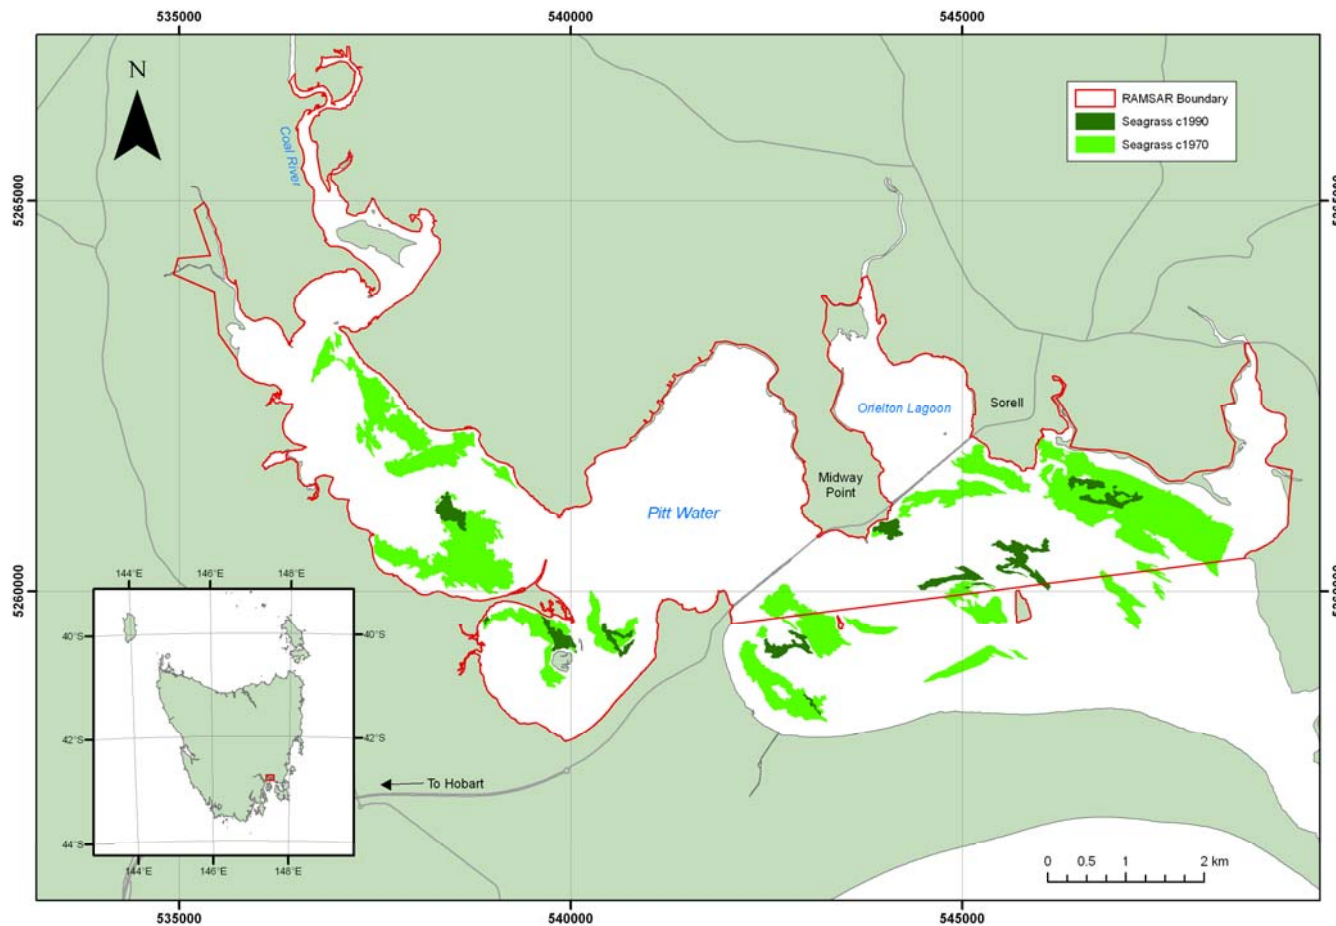 535000
540000
545000
N
RAMSAR Boundary
Seagrass c1990
Seagrass c1970
Coal River
5265000
5265000
Orielton Lagoon
Sorell
Midway
Point
Pitt Water
5260000
5260000
144°E
146°E
148°E
40°S
40°S
42°S
42°S
44°S
144°E
146°E
148°E
To Hobart
0
0.5
1
2 km
535000
540000
545000